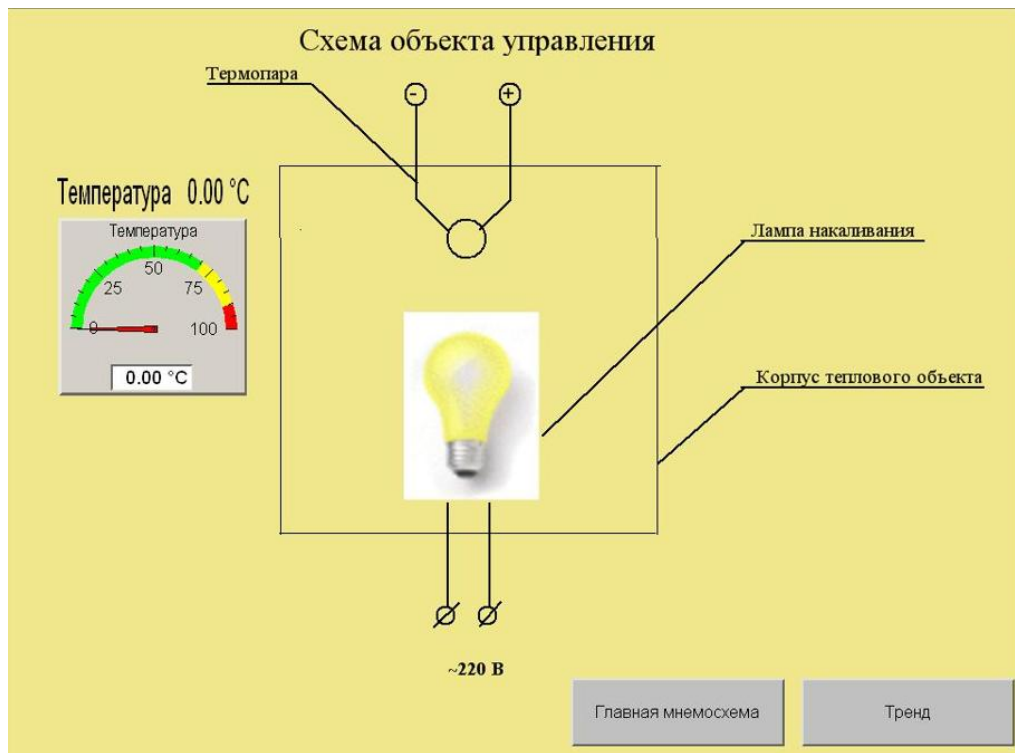 Схема объекта управления
Термопара
- +
Температура 0.00 °C
Температура
0 25 50 75 100
0.00 °C
Лампа накаливания
Корпус теплового объекта
~220 В
Главная мнемосхема
Тренд